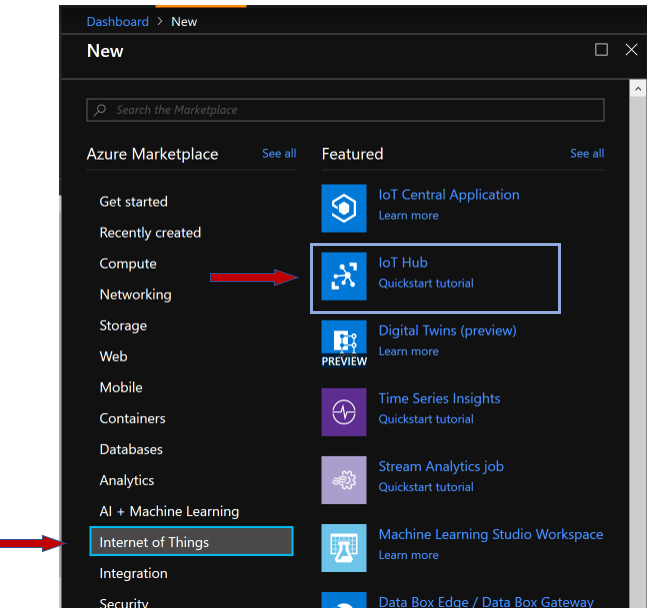 Dashboard > New
New
Search the Marketplace
Azure Marketplace See all
Get started
Recently created
Compute
Networking
Storage
Web
Mobile
Containers
Databases
Analytics
AI + Machine Learning
Internet of Things
Integration
Security
Featured See all
IoT Central Application
Learn more
IoT Hub
Quickstart tutorial
Digital Twins (preview)
Learn more
PREVIEW
Time Series Insights
Quickstart tutorial
Stream Analytics job
Quickstart tutorial
Machine Learning Studio Workspace
Learn more
Data Box Edge / Data Box Gateway